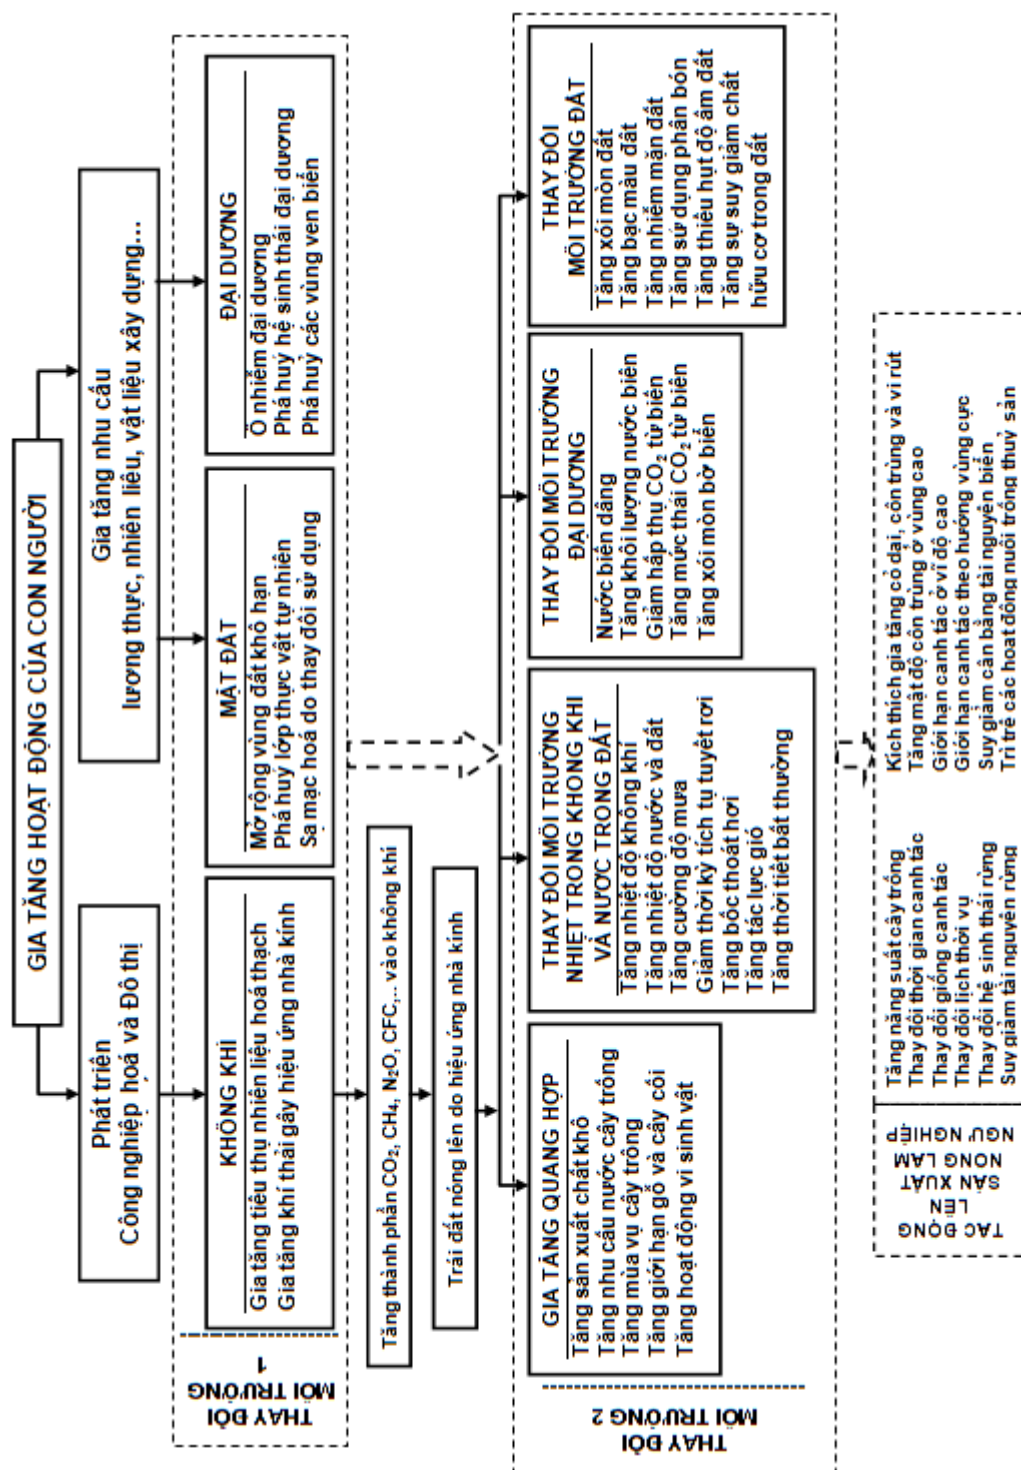 GIA TĂNG HOẠT ĐỘNG CỦA CON NGƯỜI
Phát triển
Công nghiệp hoá và Đô thị
Gia tăng nhu cầu
lương thực, nhiên liêu, vật liệu xây dựng...
THAY ĐỔI
MÔI TRƯỜNG
1
KHÔNG KHÍ
Gia tăng tiêu thụ nhiên liệu hoá thạch
Gia tăng khí thải gây hiệu ứng nhà kính
MẶT ĐẤT
Mở rộng vùng đất khô hạn
Phá huỷ lớp thực vật tự nhiên
Sa mạc hoá do thay đổi sử dụng
ĐẠI DƯƠNG
Ô nhiễm đại dương
Phá huỷ hệ sinh thái đại dương
Phá huỷ các vùng ven biển
Tăng thành phần CO₂, CH₄, N₂O, CFC,.. vào không khí
Trái đất nóng lên do hiệu ứng nhà kính
THAY ĐỔI
MÔI TRƯỜNG 2
GIA TĂNG QUANG HỢP
Tăng sản xuất chất khô
Tăng nhu cầu nước cây trồng
Tăng mùa vụ cây trồng
Tăng giới hạn gỗ và cây cối
Tăng hoạt động vi sinh vật
THAY ĐỔI MÔI TRƯỜNG
NHIỆT TRONG KHÔNG KHI
VÀ NƯỚC TRONG ĐẤT
Tăng nhiệt độ không khí
Tăng nhiệt độ nước và đất
Tăng cường độ mưa
Giảm thời kỳ tích tụ tuyết rơi
Tăng bốc thoát hơi
Tăng tác lực gió
Tăng thời tiết bất thường
THAY ĐỔI MÔI TRƯỜNG
ĐẠI DƯƠNG
Nước biển dâng
Tăng khối lượng nước biển
Giảm hấp thụ CO₂ từ biển
Tăng mức thải CO₂ từ biển
Tăng xói mòn bờ biển
THAY ĐỔI
MÔI TRƯỜNG ĐẤT
Tăng xói mòn đất
Tăng bạc màu đất
Tăng nhiễm mặn đất
Tăng sử dụng phân bón
Tăng thiếu hụt độ ẩm đất
Tăng sự suy giảm chất
hữu cơ trong đất
TÁC ĐỘNG
LÊN
SẢN XUẤT
NÔNG LÂM
NGƯ NGHIỆP
Tăng năng suất cây trồng
Thay đổi thời gian canh tác
Thay đổi giống canh tác
Thay đổi lịch thời vụ
Thay đổi hệ sinh thái rừng
Suy giảm tài nguyên rừng
Kích thích gia tăng cỏ dại, côn trùng và vi rút
Tăng mật độ côn trùng ở vùng cao
Giới hạn canh tác ở vĩ độ cao
Giới hạn canh tác theo hướng vùng cực
Suy giảm cân bằng tài nguyên biển
Trì trệ các hoạt động nuôi trồng thuỷ sản